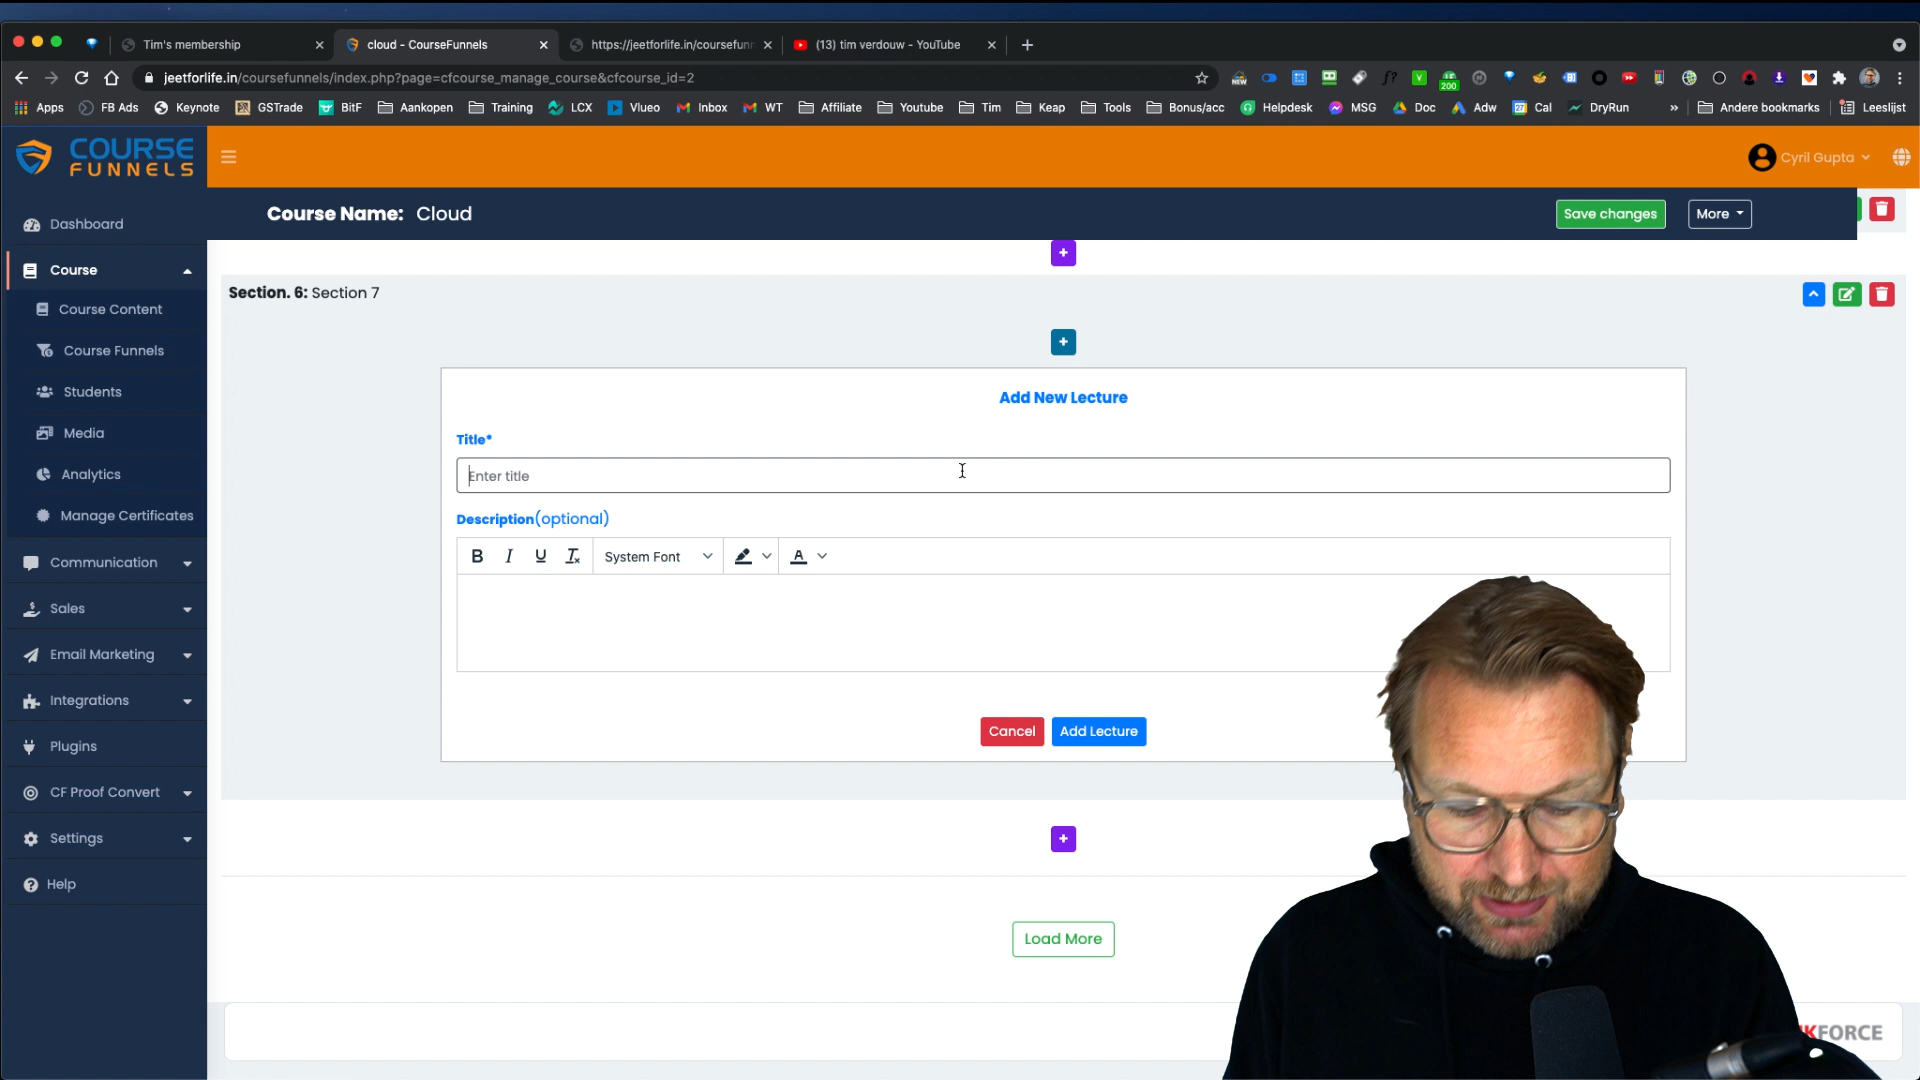 Tim's membership
cloud - CourseFunnels
https://jeetforlife.in/coursefunn
(13) tim verdouw - YouTube
jeetforlife.in/coursefunnels/index.php?page=cfcourse_manage_course&cfcourse_id=2
Apps
FB Ads
Keynote
GSTrade
BitF
Aankopen
Training
LCX
Vlueo
Inbox
WT
Affiliate
Youtube
Tim
Keap
Tools
Bonus/acc
Helpdesk
MSG
Doc
Adw
Cal
DryRun
»
Andere bookmarks
Leeslijst
COURSE
FUNNELS
Cyril Gupta
Course Name: Cloud
Save changes
More
Dashboard
Course
Course Content
Course Funnels
Students
Media
Analytics
Manage Certificates
Communication
Sales
Email Marketing
Integrations
Plugins
CF Proof Convert
Settings
Help
Section. 6: Section 7
Add New Lecture
Title*
Enter title
Description(optional)
B I U
System Font
A
Cancel
Add Lecture
Load More
KFORCE